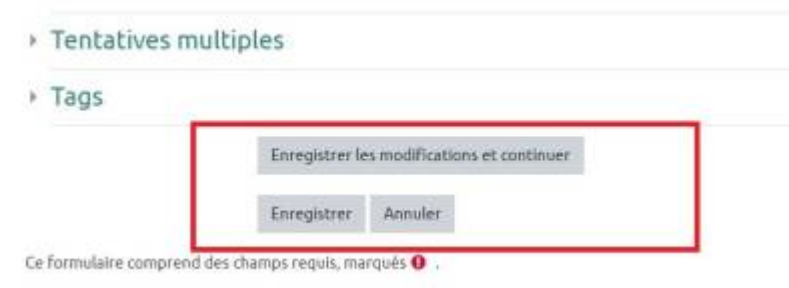 Tentatives multiples
Tags
Enregistrer les modifications et continuer
Enregistrer Annuler
Ce formulaire comprend des champs requis, marqués .